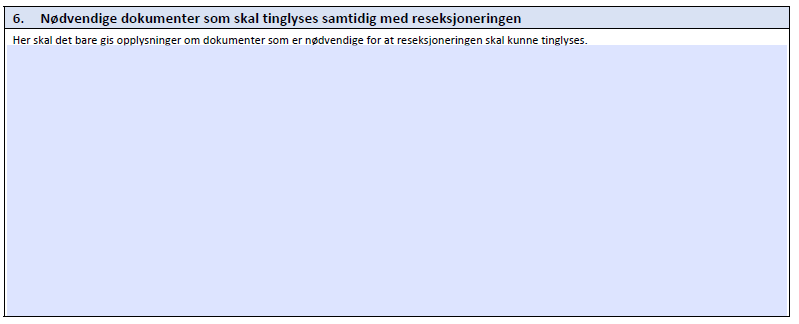 6. Nødvendige dokumenter som skal tinglyses samtidig med reseksjoneringen
Her skal det bare gis opplysninger om dokumenter som er nødvendige for at reseksjoneringen skal kunne tinglyses.